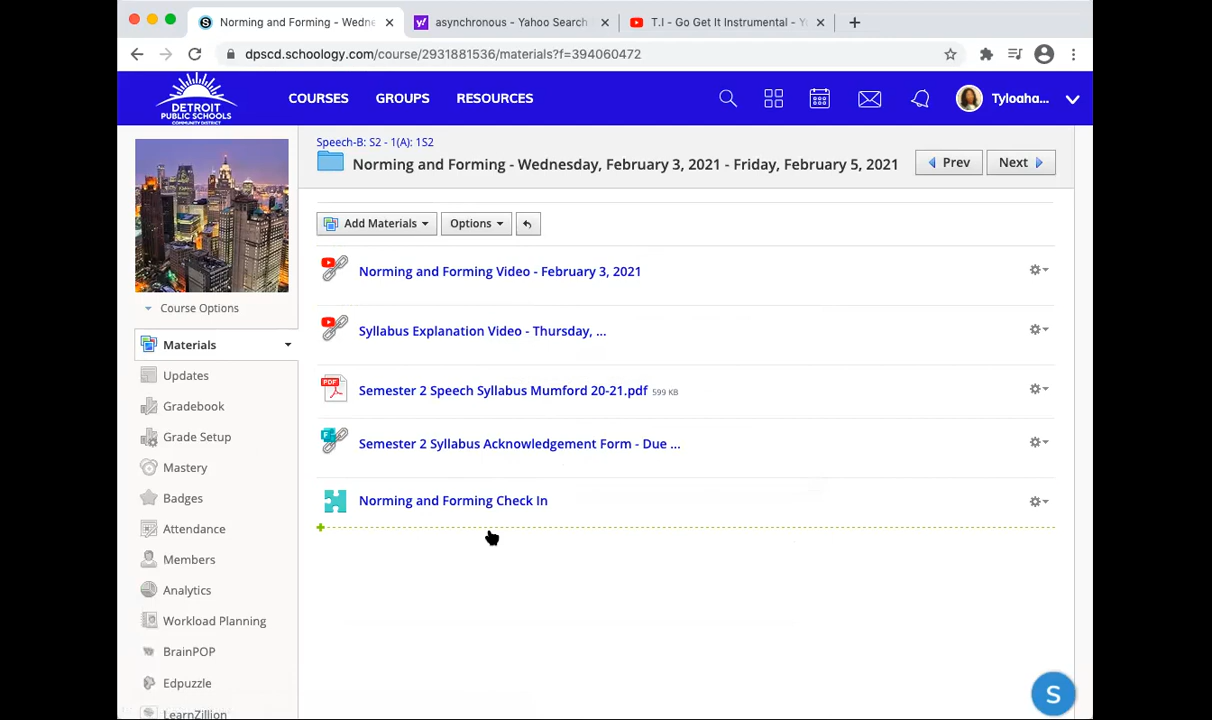 Norming and Forming - Wedne
asynchronous - Yahoo Search
T.I - Go Get It Instrumental - Y
dpscd.schoology.com/course/2931881536/materials?f=394060472
DETROIT
PUBLIC SCHOOLS
COMMUNITY DISTRICT
COURSES
GROUPS
RESOURCES
Tyloaha...
Speech-B: S2 - 1(A): 1S2
Norming and Forming - Wednesday, February 3, 2021 - Friday, February 5, 2021
Prev
Next
Add Materials
Options
Norming and Forming Video - February 3, 2021
Syllabus Explanation Video - Thursday, ...
PDF
Semester 2 Speech Syllabus Mumford 20-21.pdf 599 KB
Semester 2 Syllabus Acknowledgement Form - Due ...
Norming and Forming Check In
Course Options
Materials
Updates
Gradebook
Grade Setup
Mastery
Badges
Attendance
Members
Analytics
Workload Planning
BrainPOP
Edpuzzle
LearnZillion
S